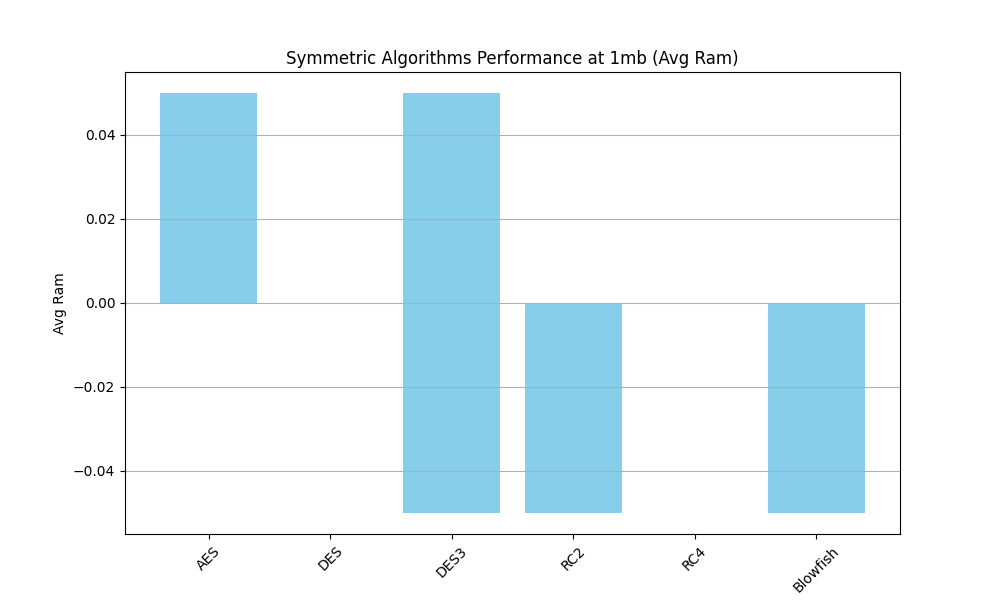 Symmetric Algorithms Performance at 1mb (Avg Ram)
Avg Ram
0.04
0.02
0.00
−0.02
−0.04
AES
DES
DES3
RC2
RC4
Blowfish